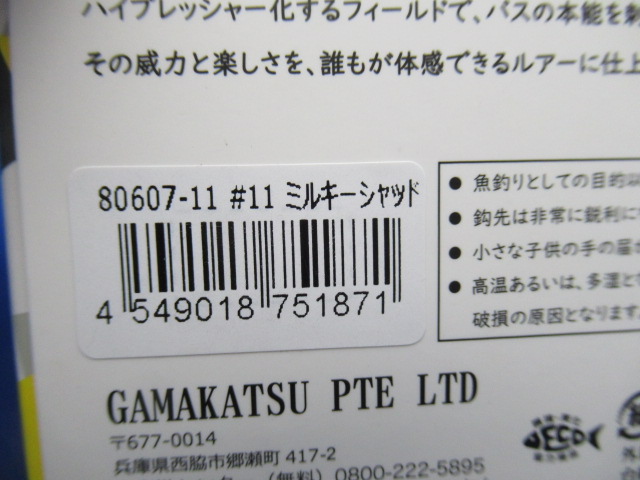 ハイプレッシャー化するフィールドで、バスの本能を刺
その威力と楽しさを、誰もが体感できるルアーに仕上
80607-11 #11 ミルキーシャッド
4 549018 751871
● 魚釣りとしての目的以
● 鈎先は非常に鋭利に
● 小さな子供の手の届か
● 高温あるいは、多湿と
破損の原因となります
GAMAKATSU PTE LTD
〒677-0014
兵庫県西脇市郷瀬町 417-2
(無料) 0800-222-5895
ECO